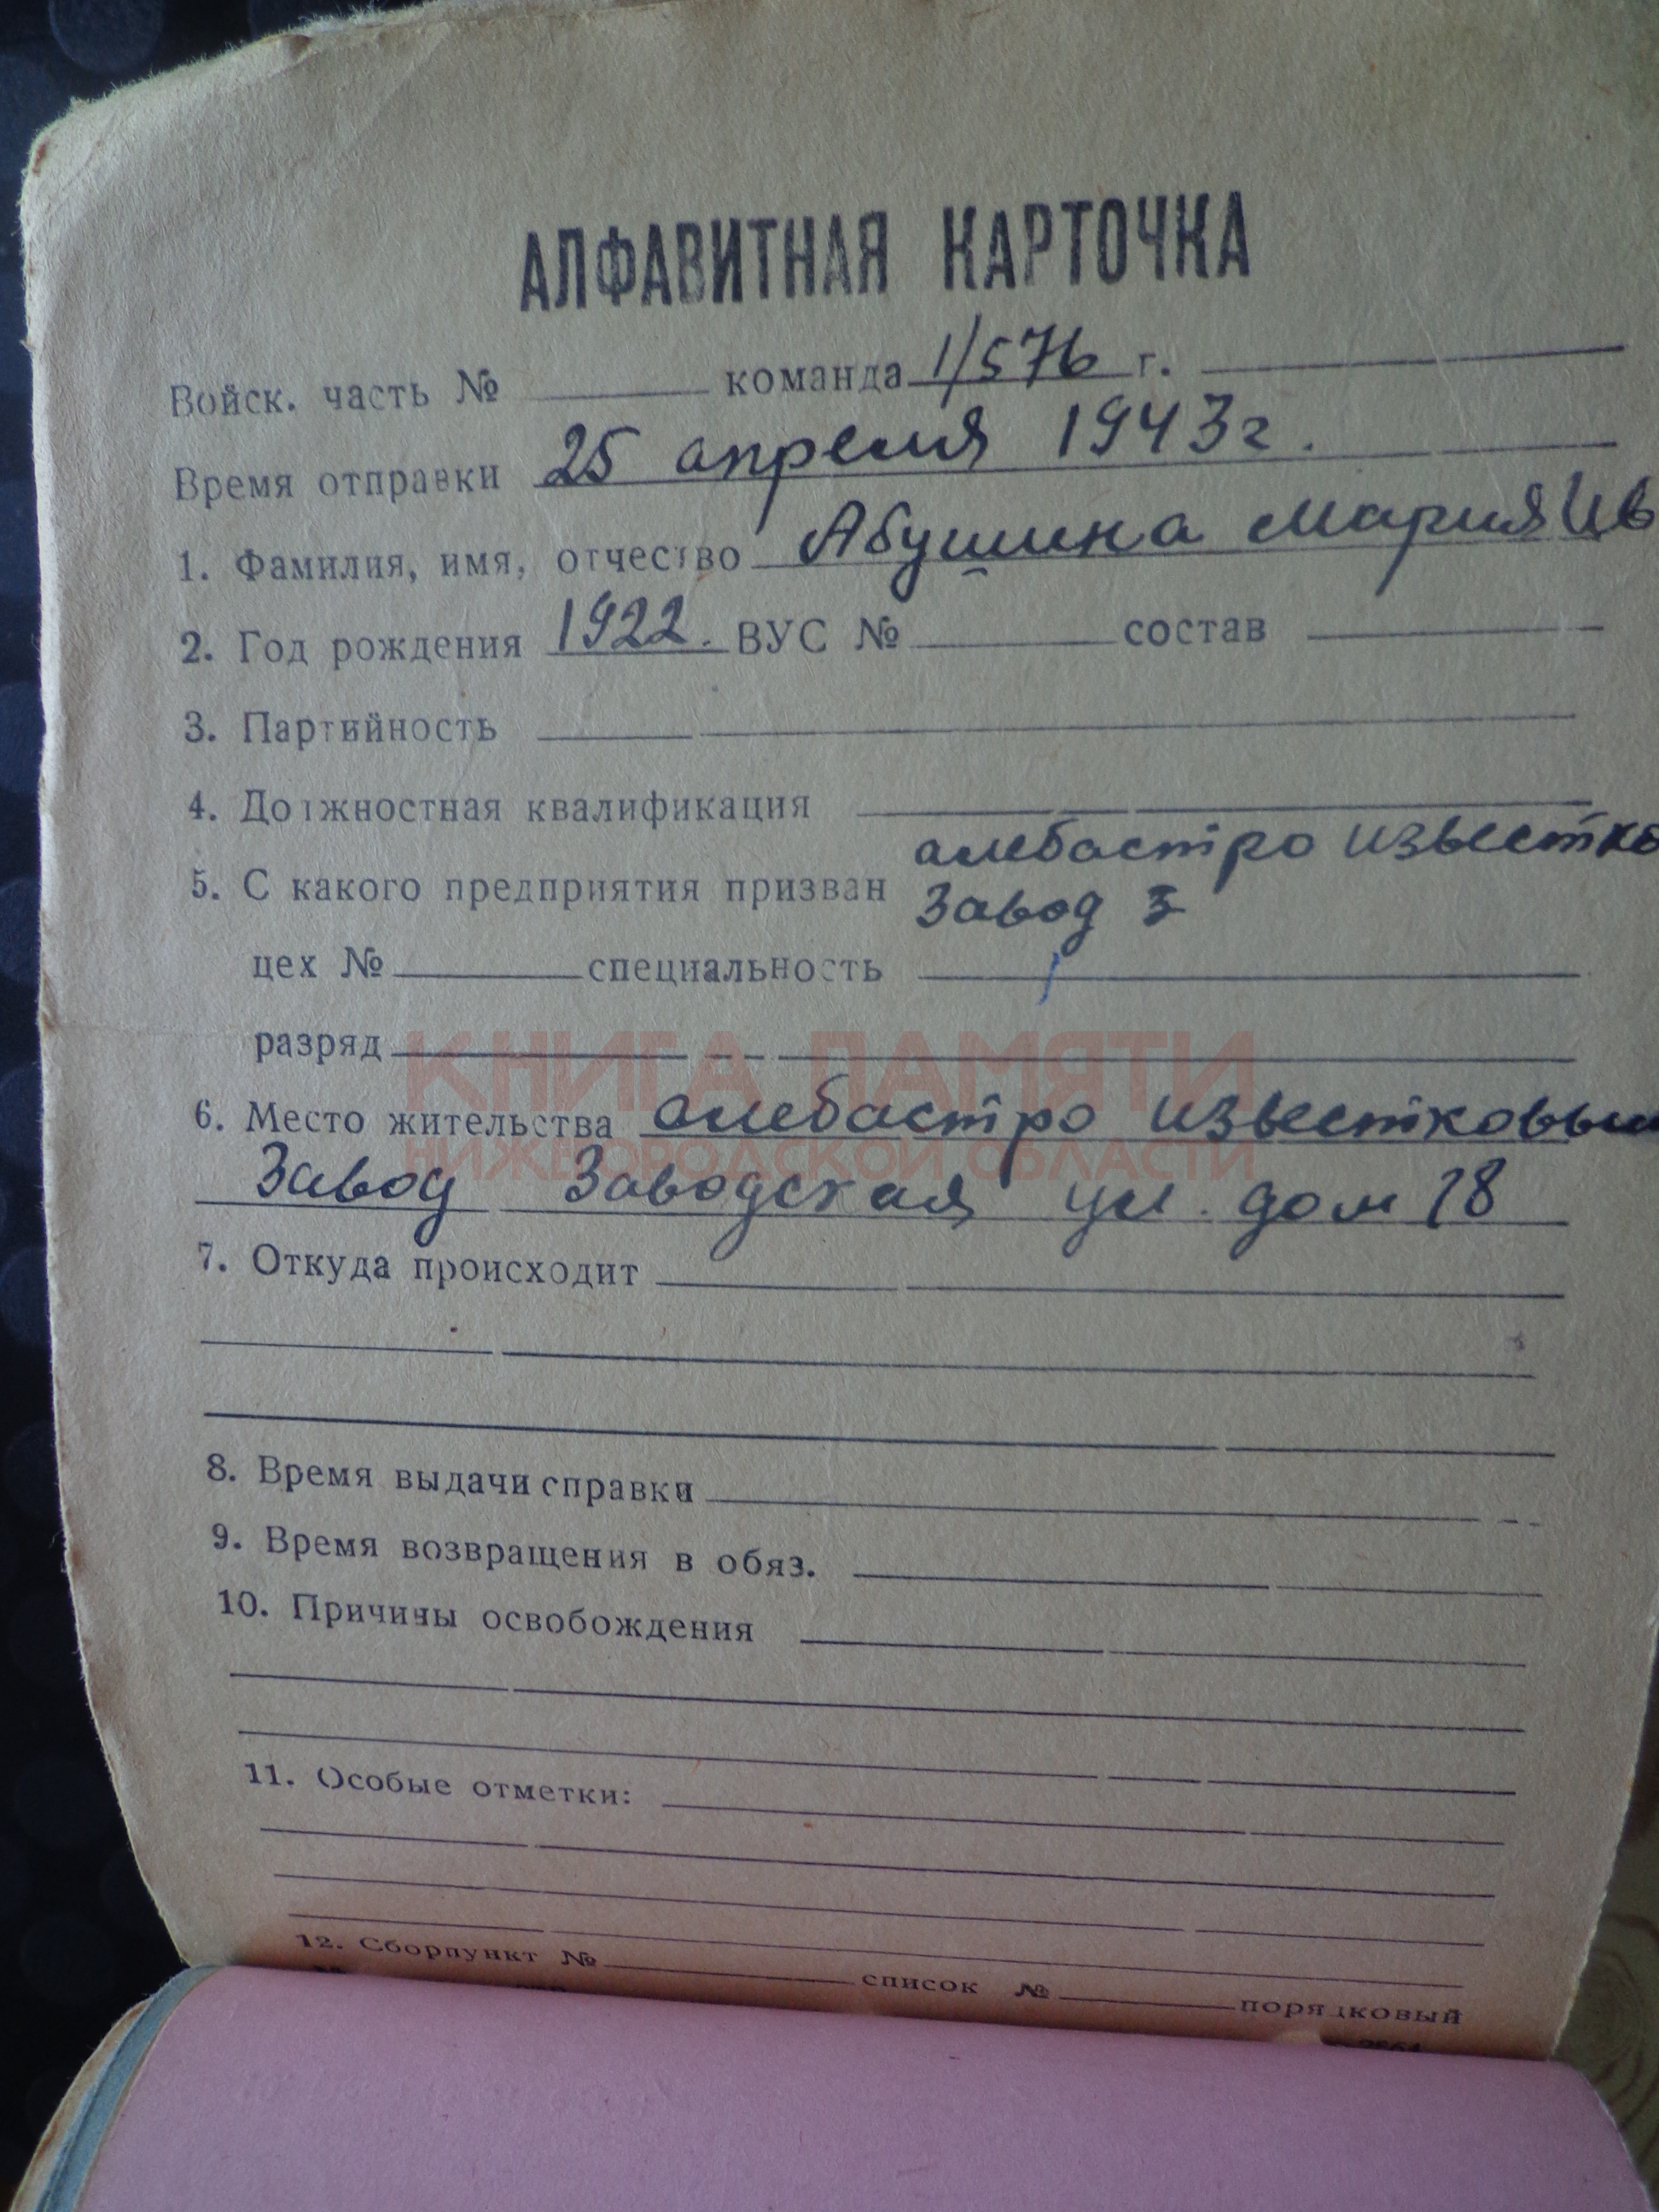 АЛФАВИТНАЯ КАРТОЧКА
Войск. часть № команда 1/576 г.
Время отправки 25 апреля 1943г.
1. Фамилия, имя, отчество Абушина Мария Ив
2. Год рождения 1922. ВУС № состав
3. Партийность
4. Должностная квалификация
алебастро известко
5. С какого предприятия призван
завод з
цех № специальность
разряд
КНИГА ПАМЯТИ
6. Место жительства алебастро известковый
НИЖЕГОРОДСКОЙ ОБЛАСТИ
завод Заводская ул. дом 18
7. Откуда происходит
8. Время выдачи справки
9. Время возвращения в обяз.
10. Причины освобождения
11. Особые отметки:
12. Сборпункт № список № порядковый